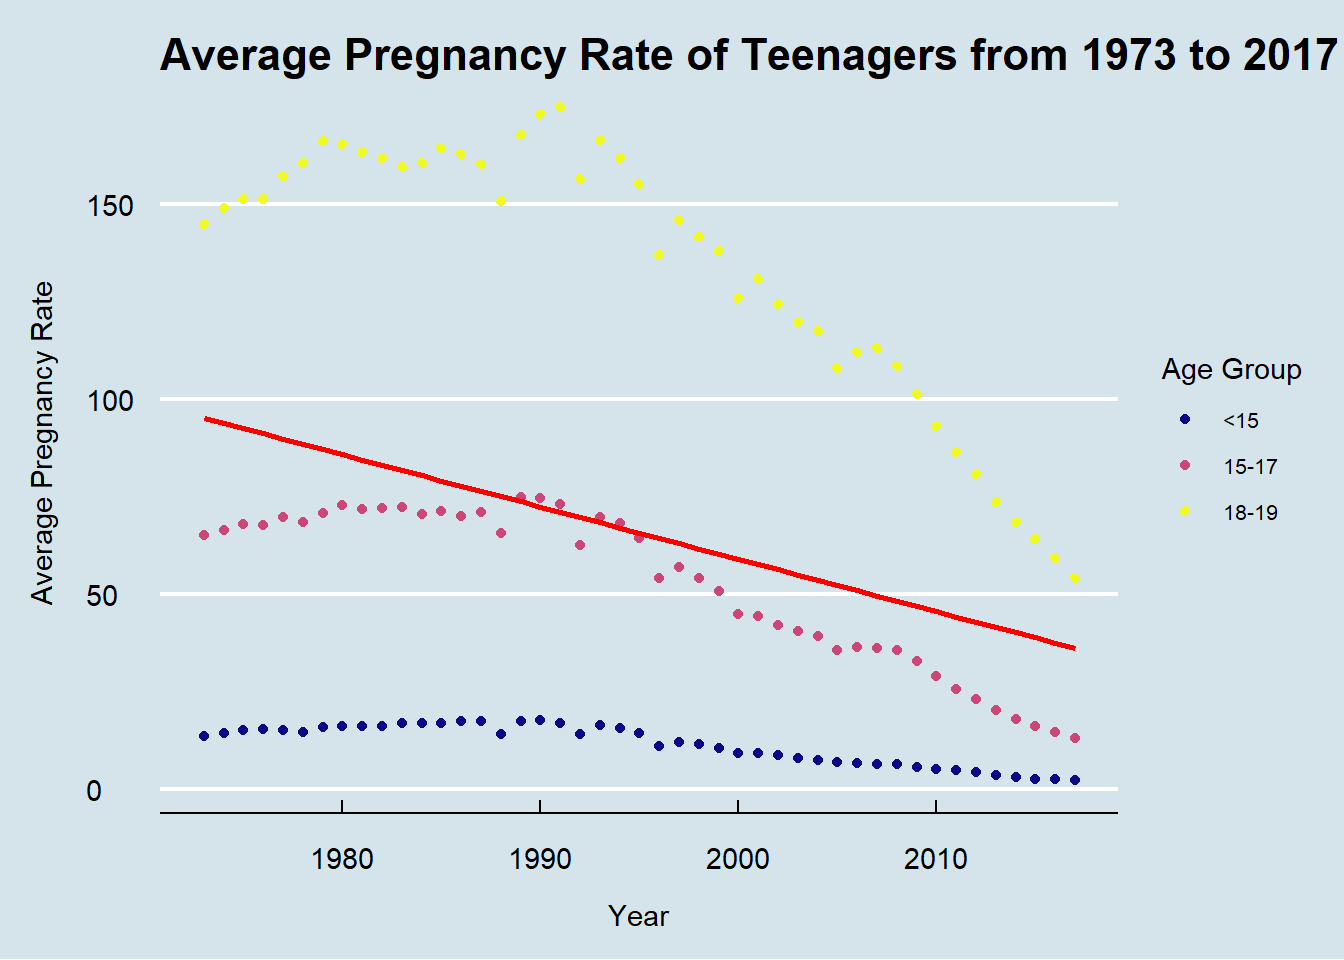 Average Pregnancy Rate of Teenagers from 1973 to 2017
Average Pregnancy Rate
150
100
50
0
1980 1990 2000 2010
Year
Age Group
<15
15-17
18-19